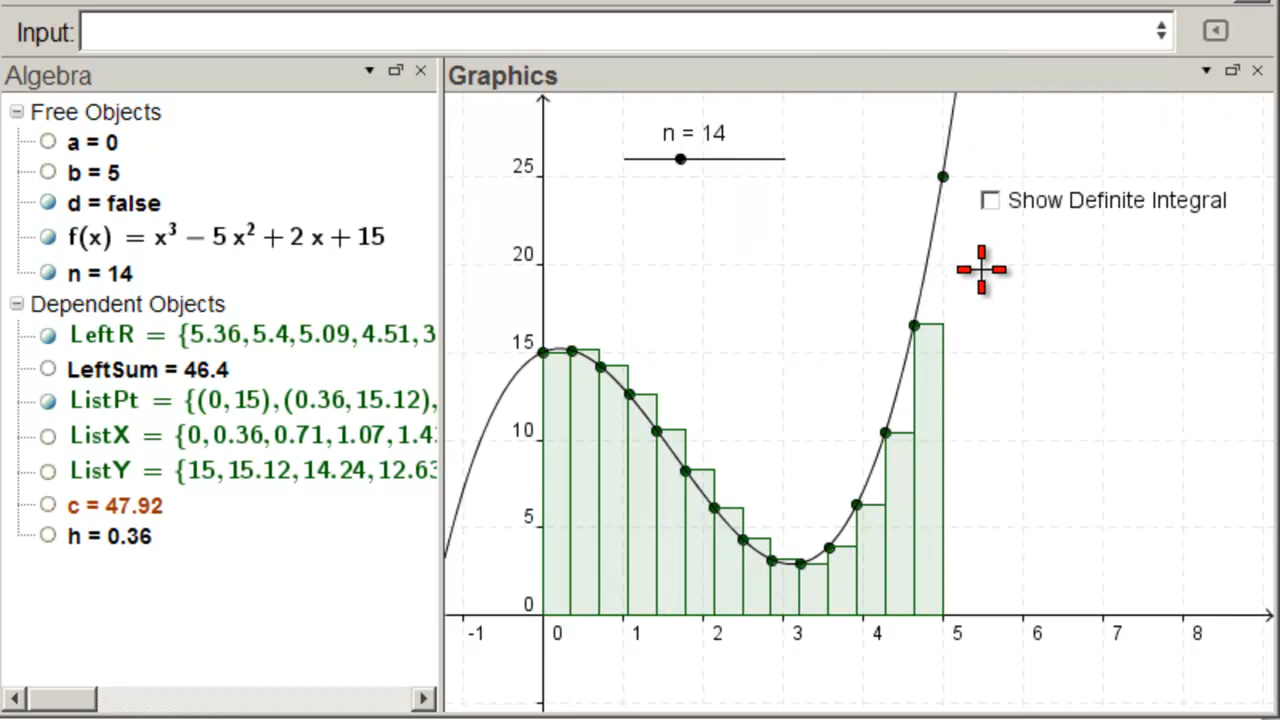 Input:
Algebra
Free Objects
a = 0
b = 5
d = false
f(x) = x³ − 5 x² + 2 x + 15
n = 14
Dependent Objects
LeftR = {5.36, 5.4, 5.09, 4.51, 3
LeftSum = 46.4
ListPt = {(0, 15), (0.36, 15.12),
ListX = {0, 0.36, 0.71, 1.07, 1.4
ListY = {15, 15.12, 14.24, 12.63
c = 47.92
h = 0.36
Graphics
n = 14
Show Definite Integral
25
20
15
10
5
0
-1 0 1 2 3 4 5 6 7 8